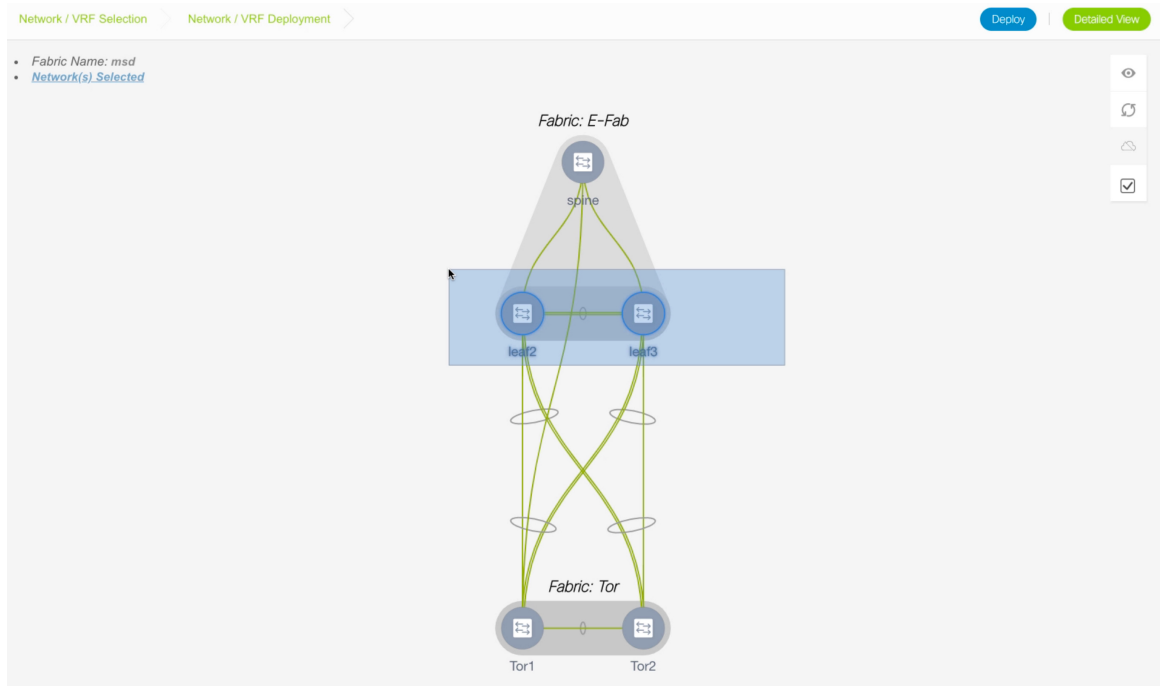 Network / VRF Selection
Network / VRF Deployment
Deploy
Detailed View
Fabric Name: msd
Network(s) Selected
Fabric: E-Fab
spine
leaf2
leaf3
Fabric: Tor
Tor1
Tor2